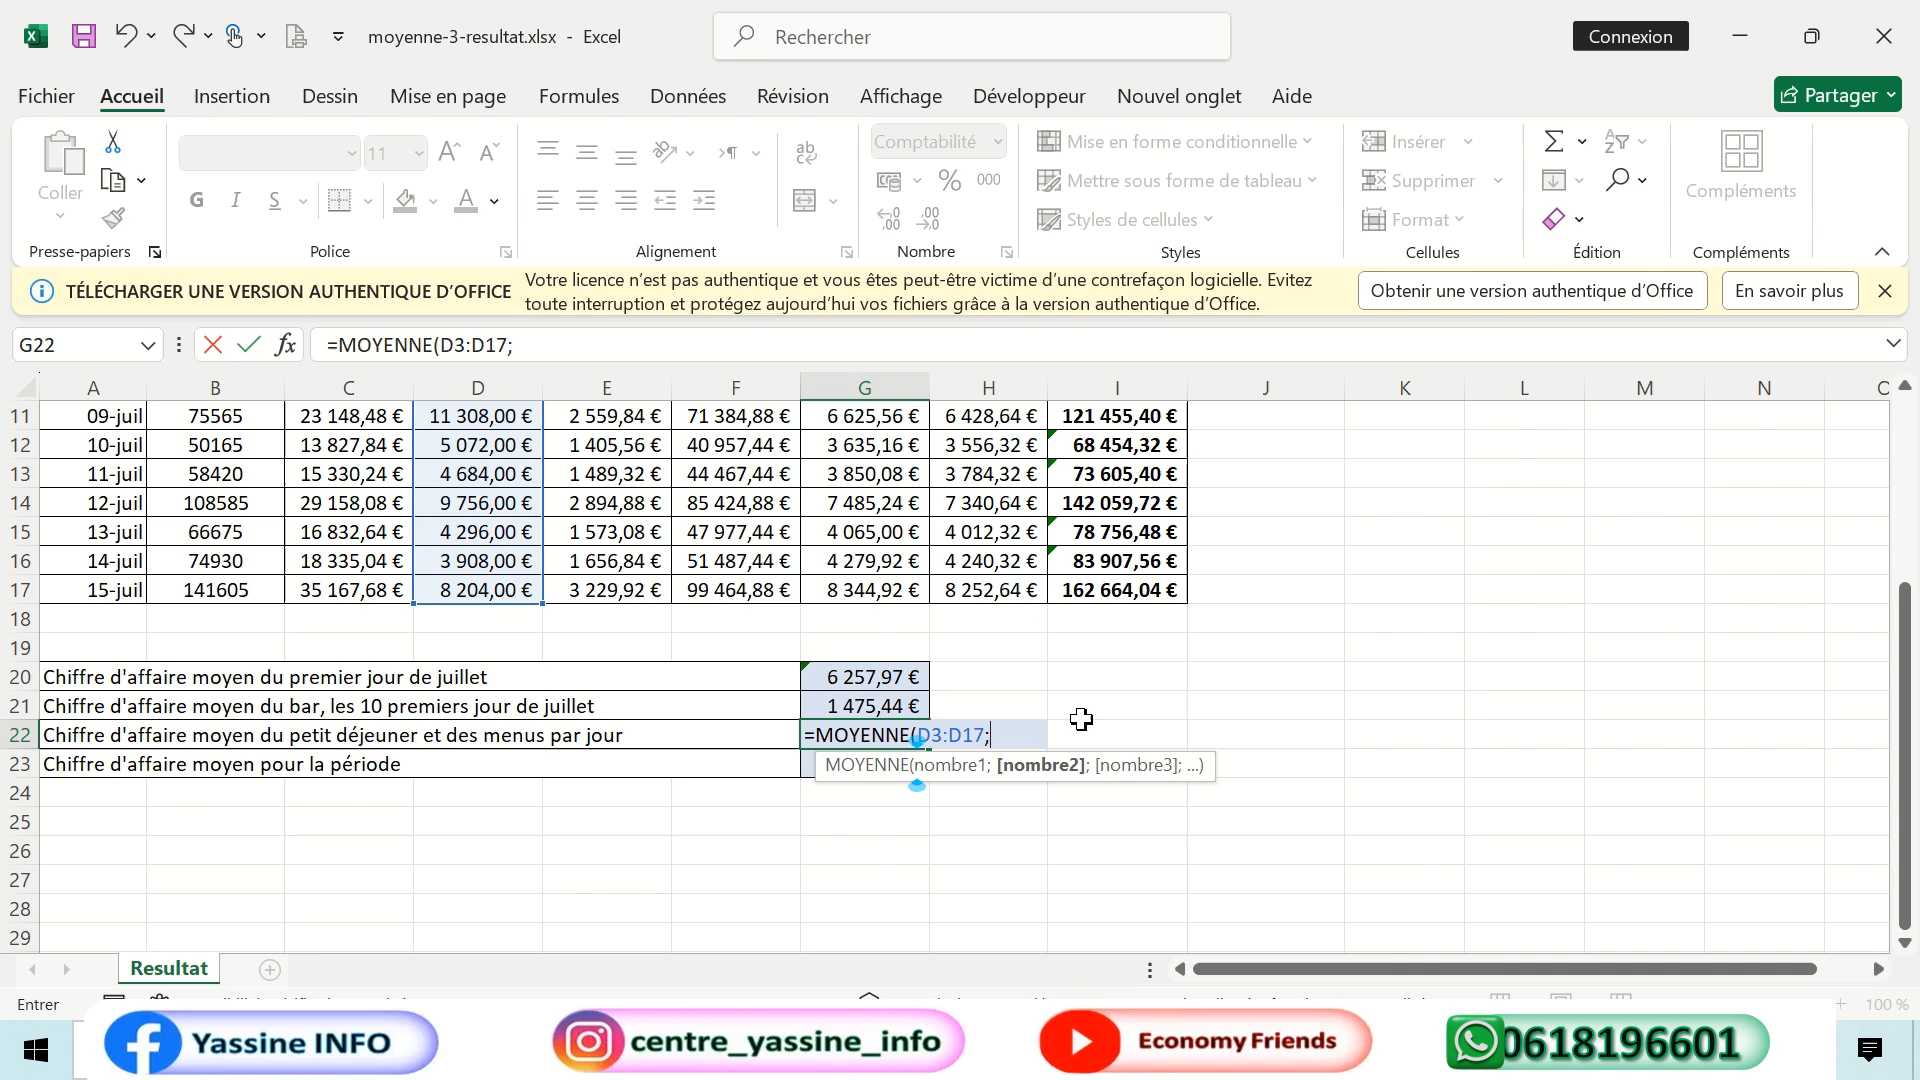 moyenne-3-resultat.xlsx - Excel
Rechercher
Connexion
Fichier Accueil Insertion Dessin Mise en page Formules Données Révision Affichage Développeur Nouvel onglet Aide
Partager
Coller
11
G I S
ab
Comptabilité
% 000
Mise en forme conditionnelle
Mettre sous forme de tableau
Styles de cellules
Insérer
Supprimer
Format
Compléments
Presse-papiers Police Alignement Nombre Styles Cellules Édition Compléments
TÉLÉCHARGER UNE VERSION AUTHENTIQUE D'OFFICE
Votre licence n'est pas authentique et vous êtes peut-être victime d'une contrefaçon logicielle. Evitez
toute interruption et protégez aujourd'hui vos fichiers grâce à la version authentique d'Office.
Obtenir une version authentique d'Office
En savoir plus
G22 fx =MOYENNE(D3:D17;
A B C D E F G H I J K L M N
11 09-juil 75565 23 148,48 € 11 308,00 € 2 559,84 € 71 384,88 € 6 625,56 € 6 428,64 € 121 455,40 €
12 10-juil 50165 13 827,84 € 5 072,00 € 1 405,56 € 40 957,44 € 3 635,16 € 3 556,32 € 68 454,32 €
13 11-juil 58420 15 330,24 € 4 684,00 € 1 489,32 € 44 467,44 € 3 850,08 € 3 784,32 € 73 605,40 €
14 12-juil 108585 29 158,08 € 9 756,00 € 2 894,88 € 85 424,88 € 7 485,24 € 7 340,64 € 142 059,72 €
15 13-juil 66675 16 832,64 € 4 296,00 € 1 573,08 € 47 977,44 € 4 065,00 € 4 012,32 € 78 756,48 €
16 14-juil 74930 18 335,04 € 3 908,00 € 1 656,84 € 51 487,44 € 4 279,92 € 4 240,32 € 83 907,56 €
17 15-juil 141605 35 167,68 € 8 204,00 € 3 229,92 € 99 464,88 € 8 344,92 € 8 252,64 € 162 664,04 €
18
19
20 Chiffre d'affaire moyen du premier jour de juillet 6 257,97 €
21 Chiffre d'affaire moyen du bar, les 10 premiers jour de juillet 1 475,44 €
22 Chiffre d'affaire moyen du petit déjeuner et des menus par jour =MOYENNE(D3:D17;
23 Chiffre d'affaire moyen pour la période
MOYENNE(nombre1; [nombre2]; [nombre3]; ...)
24
25
26
27
28
29
Resultat
Entrer
100 %
Yassine INFO
centre_yassine_info
Economy Friends
0618196601